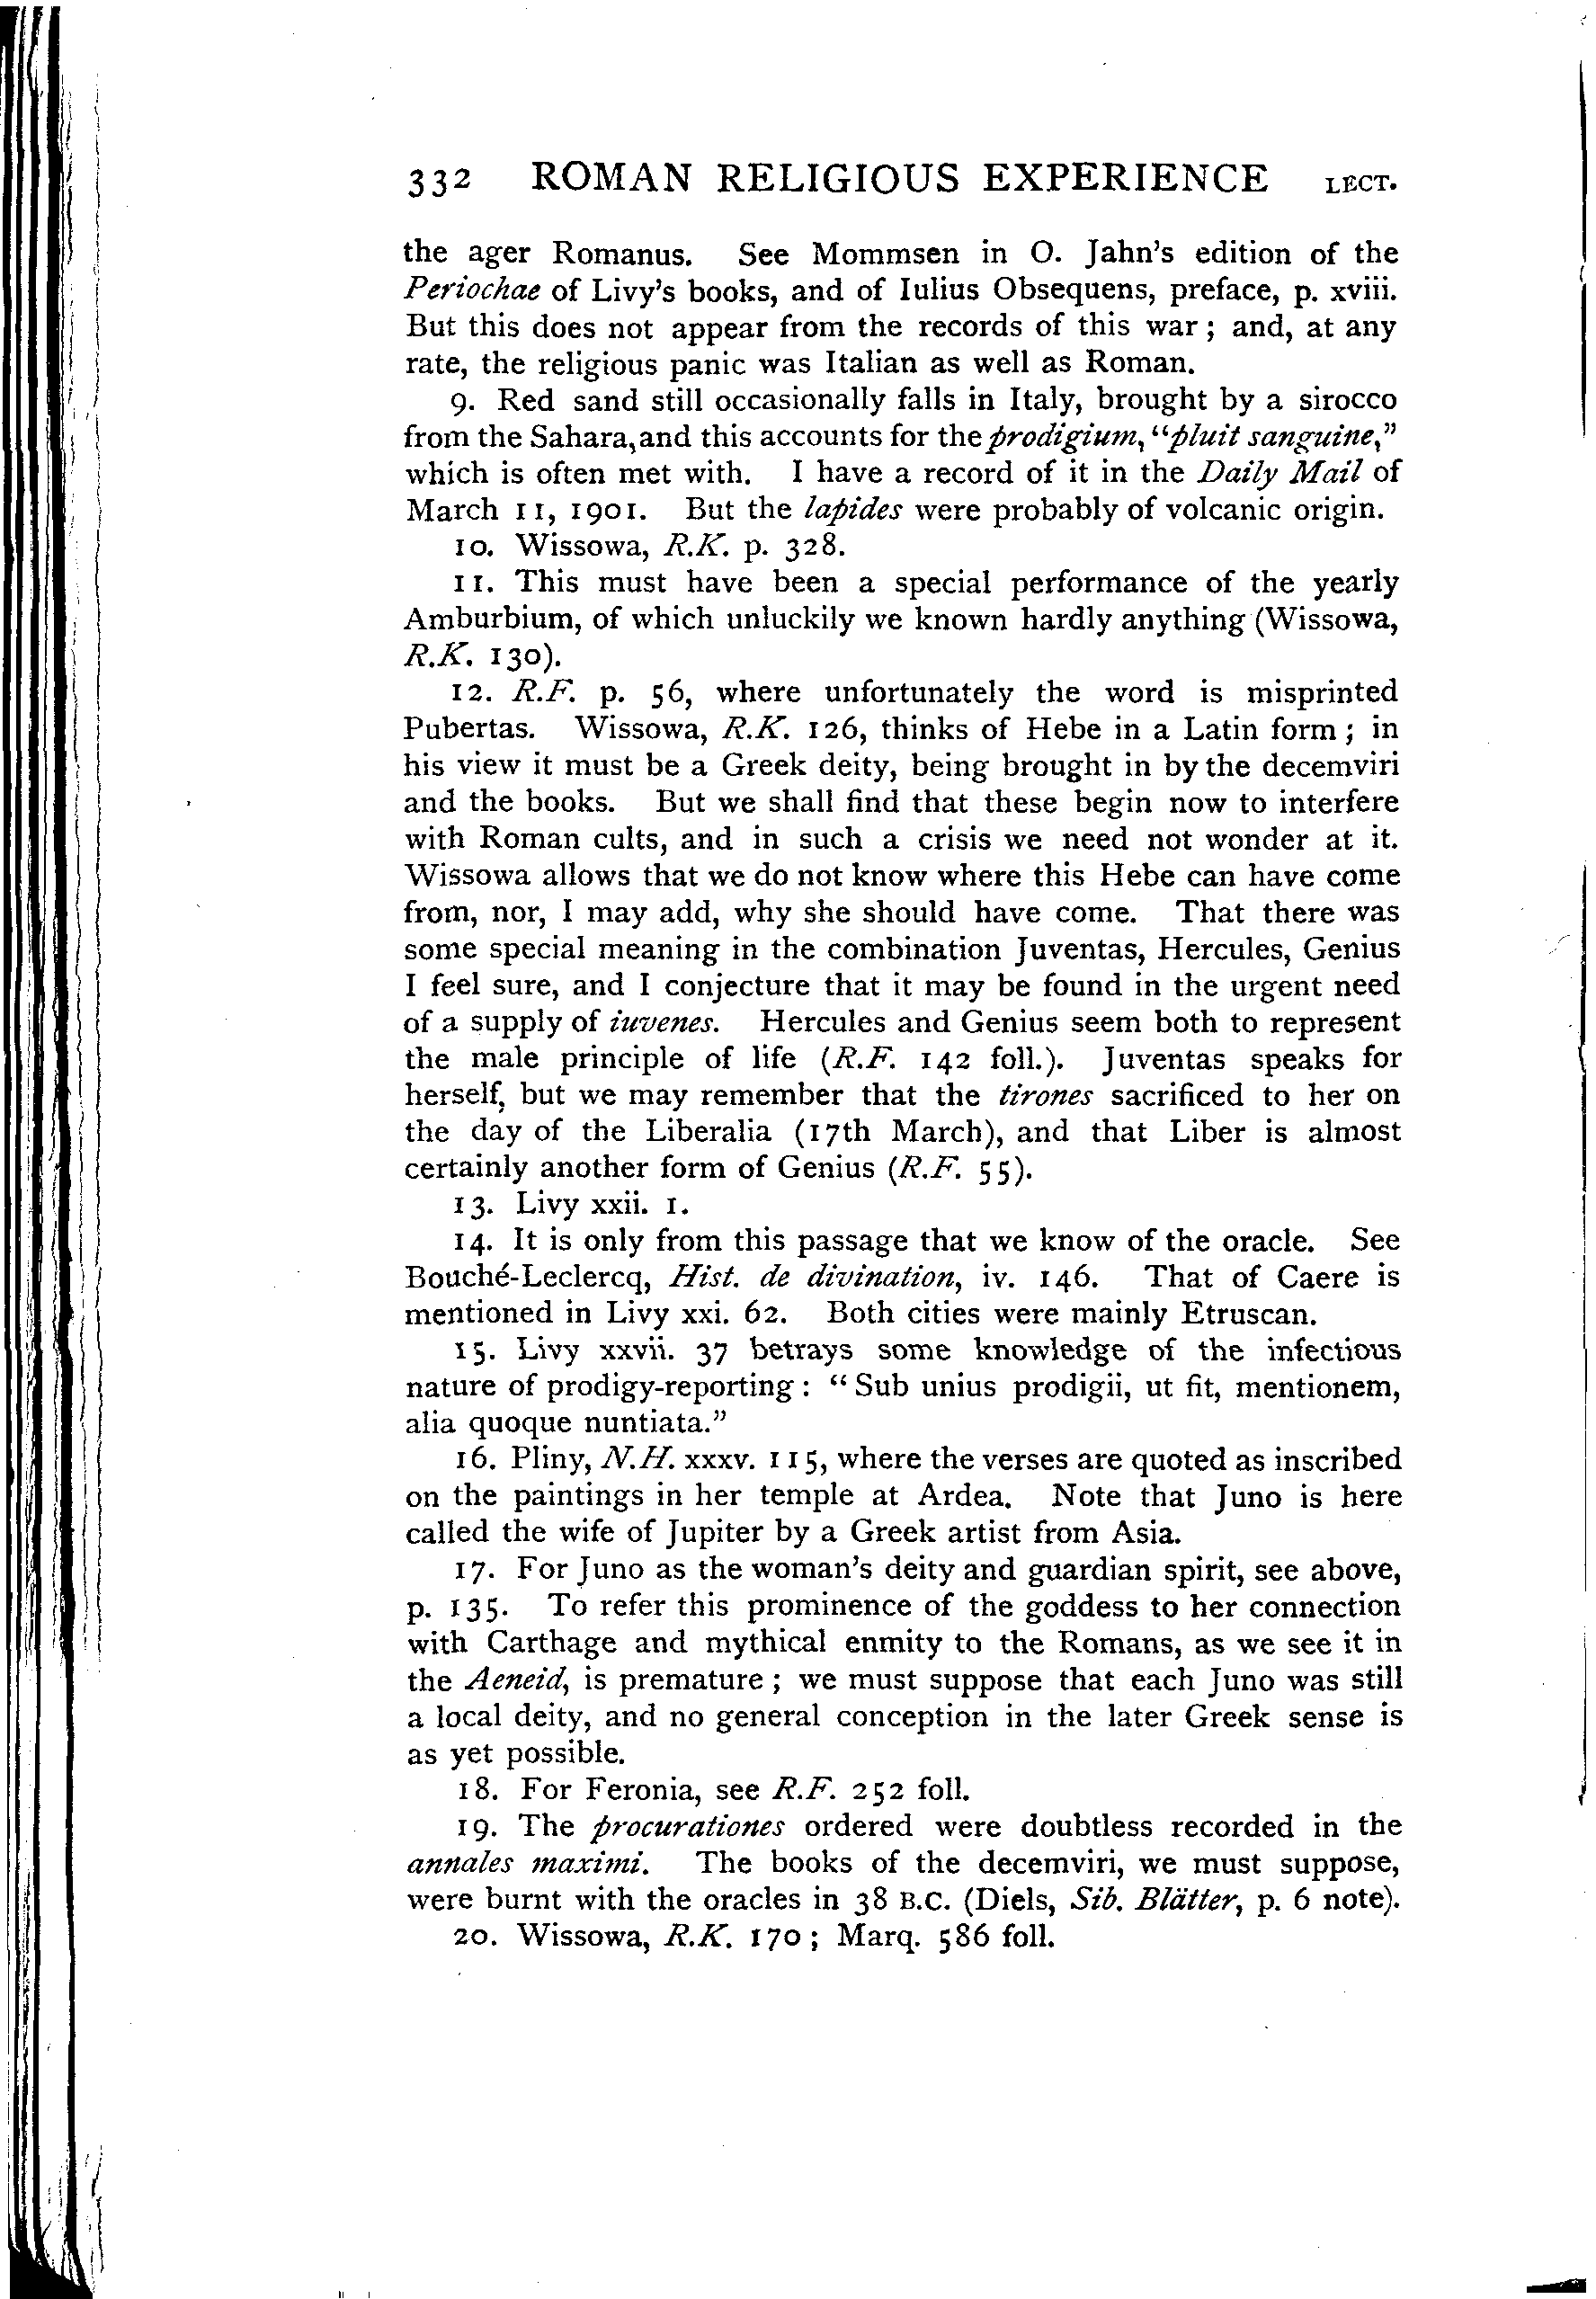 332 ROMAN RELIGIOUS EXPERIENCE LECT.
the ager Romanus. See Mommsen in O. Jahn's edition of the
Periochae of Livy's books, and of Iulius Obsequens, preface, p. xviii.
But this does not appear from the records of this war ; and, at any
rate, the religious panic was Italian as well as Roman.
9. Red sand still occasionally falls in Italy, brought by a sirocco
from the Sahara, and this accounts for the prodigium, “pluit sanguine,”
which is often met with. I have a record of it in the Daily Mail of
March 11, 1901. But the lapides were probably of volcanic origin.
10. Wissowa, R.K. p. 328.
11. This must have been a special performance of the yearly
Amburbium, of which unluckily we known hardly anything (Wissowa,
R.K. 130).
12. R.F. p. 56, where unfortunately the word is misprinted
Pubertas. Wissowa, R.K. 126, thinks of Hebe in a Latin form ; in
his view it must be a Greek deity, being brought in by the decemviri
and the books. But we shall find that these begin now to interfere
with Roman cults, and in such a crisis we need not wonder at it.
Wissowa allows that we do not know where this Hebe can have come
from, nor, I may add, why she should have come. That there was
some special meaning in the combination Juventas, Hercules, Genius
I feel sure, and I conjecture that it may be found in the urgent need
of a supply of iuvenes. Hercules and Genius seem both to represent
the male principle of life (R.F. 142 foll.). Juventas speaks for
herself, but we may remember that the tirones sacrificed to her on
the day of the Liberalia (17th March), and that Liber is almost
certainly another form of Genius (R.F. 55).
13. Livy xxii. 1.
14. It is only from this passage that we know of the oracle. See
Bouché-Leclercq, Hist. de divination, iv. 146. That of Caere is
mentioned in Livy xxi. 62. Both cities were mainly Etruscan.
15. Livy xxvii. 37 betrays some knowledge of the infectious
nature of prodigy-reporting : “Sub unius prodigii, ut fit, mentionem,
alia quoque nuntiata.”
16. Pliny, N.H. xxxv. 115, where the verses are quoted as inscribed
on the paintings in her temple at Ardea. Note that Juno is here
called the wife of Jupiter by a Greek artist from Asia.
17. For Juno as the woman's deity and guardian spirit, see above,
p. 135. To refer this prominence of the goddess to her connection
with Carthage and mythical enmity to the Romans, as we see it in
the Aeneid, is premature ; we must suppose that each Juno was still
a local deity, and no general conception in the later Greek sense is
as yet possible.
18. For Feronia, see R.F. 252 foll.
19. The procurationes ordered were doubtless recorded in the
annales maximi. The books of the decemviri, we must suppose,
were burnt with the oracles in 38 B.C. (Diels, Sib. Blätter, p. 6 note).
20. Wissowa, R.K. 170 ; Marq. 586 foll.